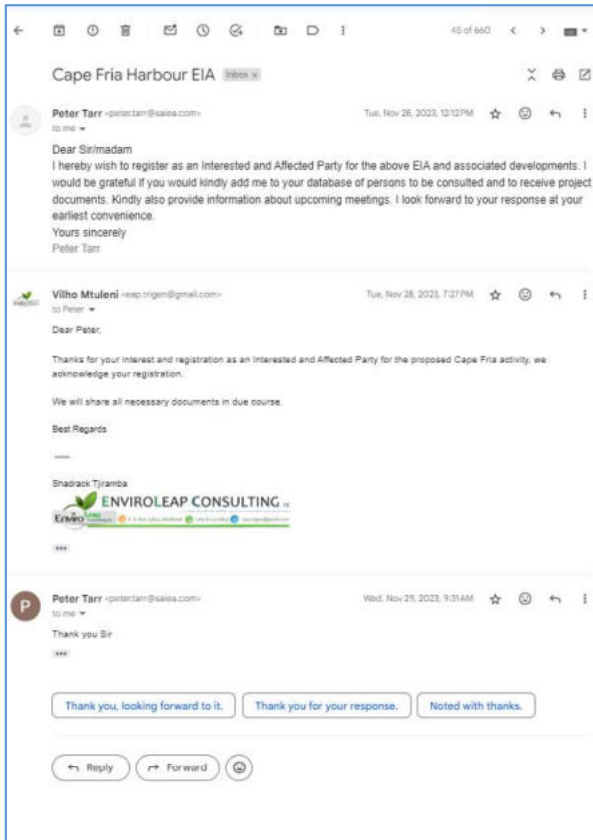 45 of 660
Cape Fria Harbour EIA Inbox x
Peter Tarr <peter.tarr@saiea.com> Tue, Nov 28, 2023, 12:12 PM
to me
Dear Sir/madam
I hereby wish to register as an Interested and Affected Party for the above EIA and associated developments. I
would be grateful if you would kindly add me to your database of persons to be consulted and to receive project
documents. Kindly also provide information about upcoming meetings. I look forward to your response at your
earliest convenience.
Yours sincerely
Peter Tarr
Vilho Mtuleni <eap.trigen@gmail.com> Tue, Nov 28, 2023, 7:27 PM
to Peter
Dear Peter,
Thanks for your interest and registration as an Interested and Affected Party for the proposed Cape Fria activity, we
acknowledge your registration.
We will share all necessary documents in due course.
Best Regards
-----
Shadrack Tjiramba
ENVIROLEAP CONSULTING cc
Enviro Leap
Peter Tarr <peter.tarr@saiea.com> Wed, Nov 29, 2023, 9:31 AM
P
to me
Thank you Sir
Thank you, looking forward to it. Thank you for your response. Noted with thanks.
Reply Forward